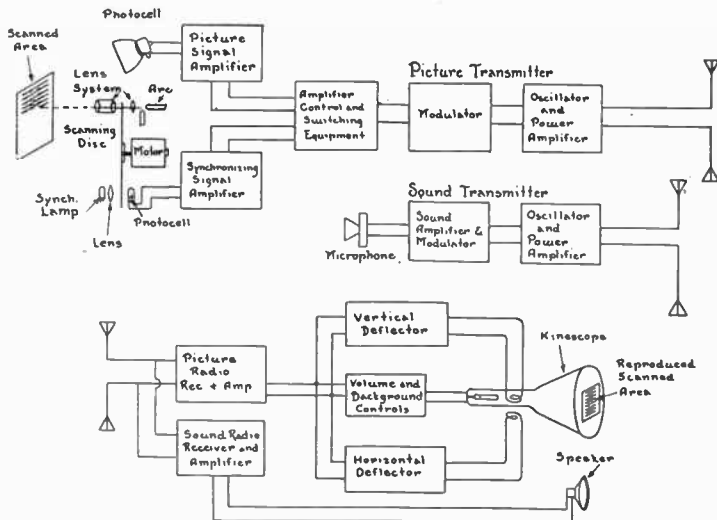 Photocell
Scanned
Area
Picture
Signal
Amplifier
Lens
System
Arc
Scanning
Disc
Motor
Synch.
Lamp
Lens
Photocell
Synchronizing
Signal
Amplifier
Amplifier
Control and
Switching
Equipment
Picture Transmitter
Modulator
Oscillator
and
Power
Amplifier
Sound Transmitter
Microphone
Sound
Amplifier &
Modulator
Oscillator
and
Power
Amplifier
Picture
Radio
Rec & Amp
Sound Radio
Receiver and
Amplifier
Vertical
Deflector
Volume and
Background
Controls
Horizontal
Deflector
Kinescope
Reproduced
Scanned
Area
Speaker